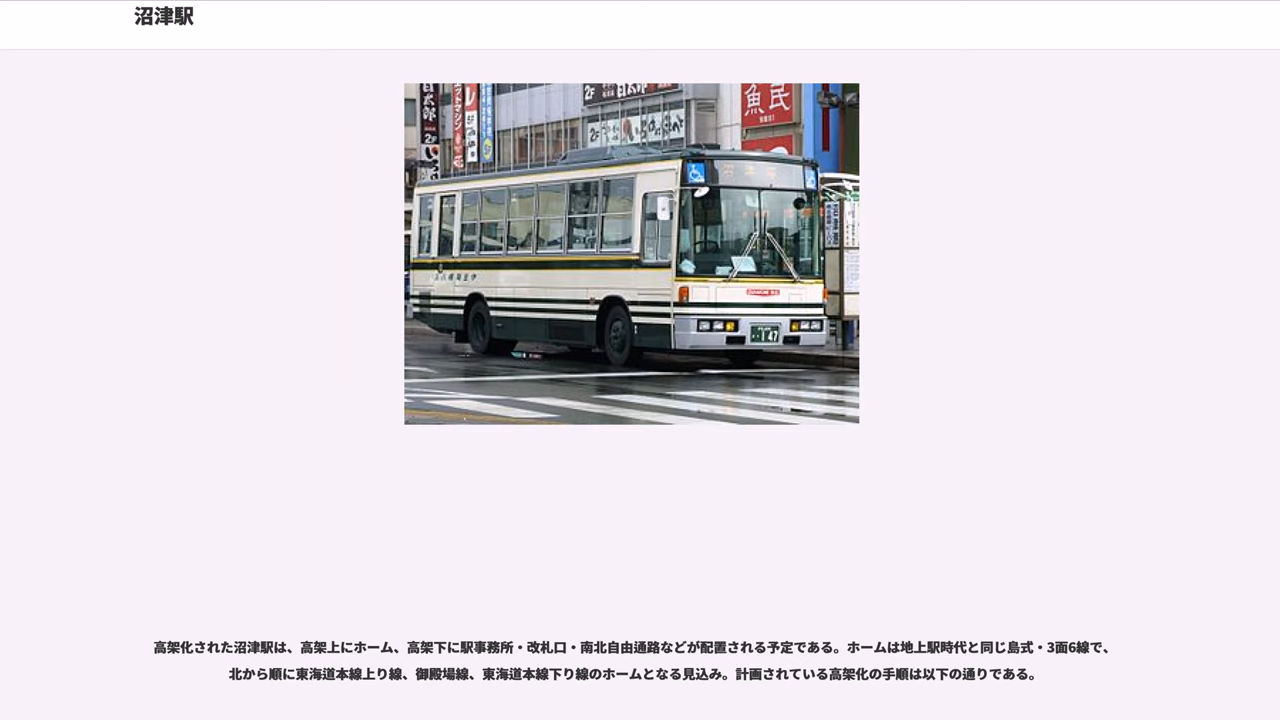 沼津駅
2F
2F
2F
魚民
・147
高架化された沼津駅は、高架上にホーム、高架下に駅事務所・改札口・南北自由通路などが配置される予定である。ホームは地上駅時代と同じ島式・3面6線で、
北から順に東海道本線上り線、御殿場線、東海道本線下り線のホームとなる見込み。計画されている高架化の手順は以下の通りである。